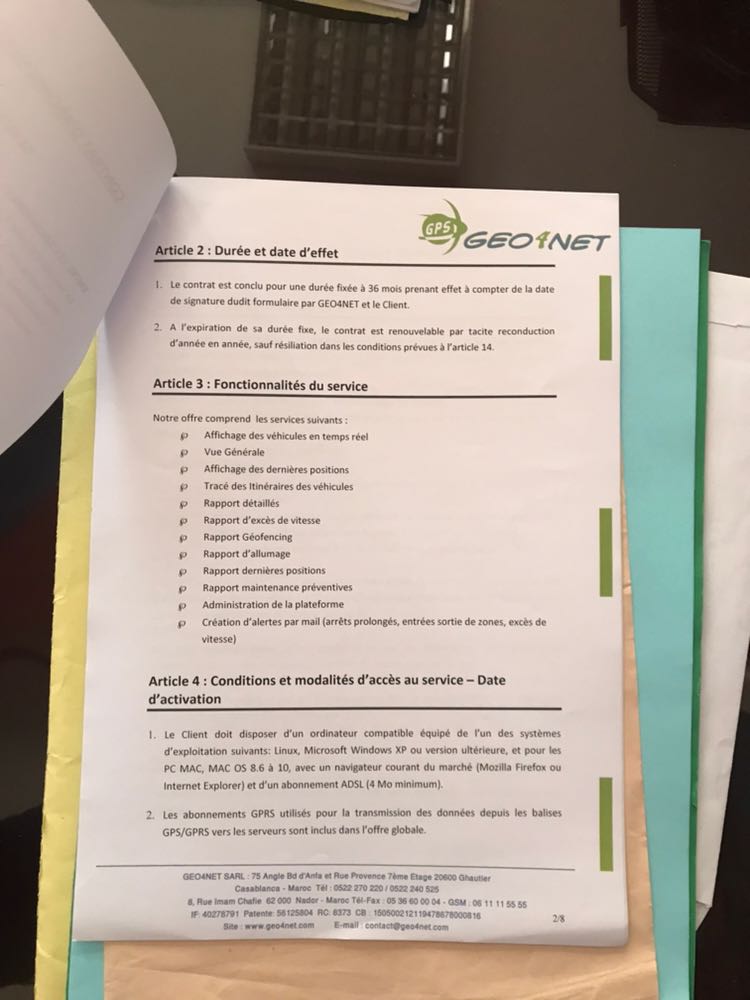 GPS GEO4NET
Article 2 : Durée et date d'effet
1. Le contrat est conclu pour une durée fixée à 36 mois prenant effet à compter de la date
de signature dudit formulaire par GEO4NET et le Client.
2. A l'expiration de sa durée fixe, le contrat est renouvelable par tacite reconduction
d'année en année, sauf résiliation dans les conditions prévues à l'article 14.
Article 3 : Fonctionnalités du service
Notre offre comprend les services suivants :
Affichage des véhicules en temps réel
Vue Générale
Affichage des dernières positions
Tracé des Itinéraires des véhicules
Rapport détaillés
Rapport d'excès de vitesse
Rapport Géofencing
Rapport d'allumage
Rapport dernières positions
Rapport maintenance préventives
Administration de la plateforme
Création d'alertes par mail (arrêts prolongés, entrées sortie de zones, excès de
vitesse)
Article 4 : Conditions et modalités d'accès au service – Date
d'activation
1. Le Client doit disposer d'un ordinateur compatible équipé de l'un des systèmes
d'exploitation suivants: Linux, Microsoft Windows XP ou version ultérieure, et pour les
PC MAC, MAC OS 8.6 à 10, avec un navigateur courant du marché (Mozilla Firefox ou
Internet Explorer) et d'un abonnement ADSL (4 Mo minimum).
2. Les abonnements GPRS utilisés pour la transmission des données depuis les balises
GPS/GPRS vers les serveurs sont inclus dans l'offre globale.
GEO4NET SARL : 75 Angle Bd d'Anfa et Rue Provence 7ème Etage 20600 Ghautier
Casablanca - Maroc Tél : 0522 270 220 / 0522 240 525
8, Rue Imam Chafie 62 000 Nador - Maroc Tél-Fax : 05 36 60 00 04 - GSM : 06 11 11 55 55
IF: 40278791 Patente: 56125804 RC: 8373 CB : 150500212119478678000816
Site : www.geo4net.com E-mail : contact@geo4net.com
2/8